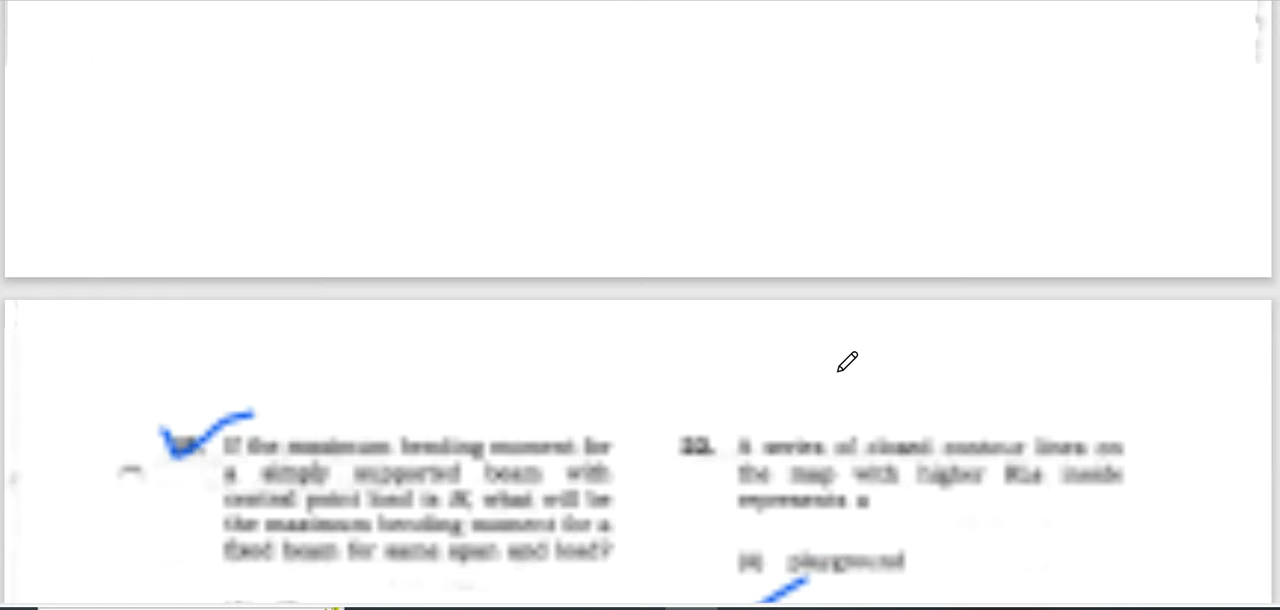 If the maximum bending moment for
a simply supported beam with
central point load is M, what will be
the maximum bending moment for a
fixed beam for same span and load?
22. A series of closed contour lines on
the map with higher RLs inside
represents a
(a) playground